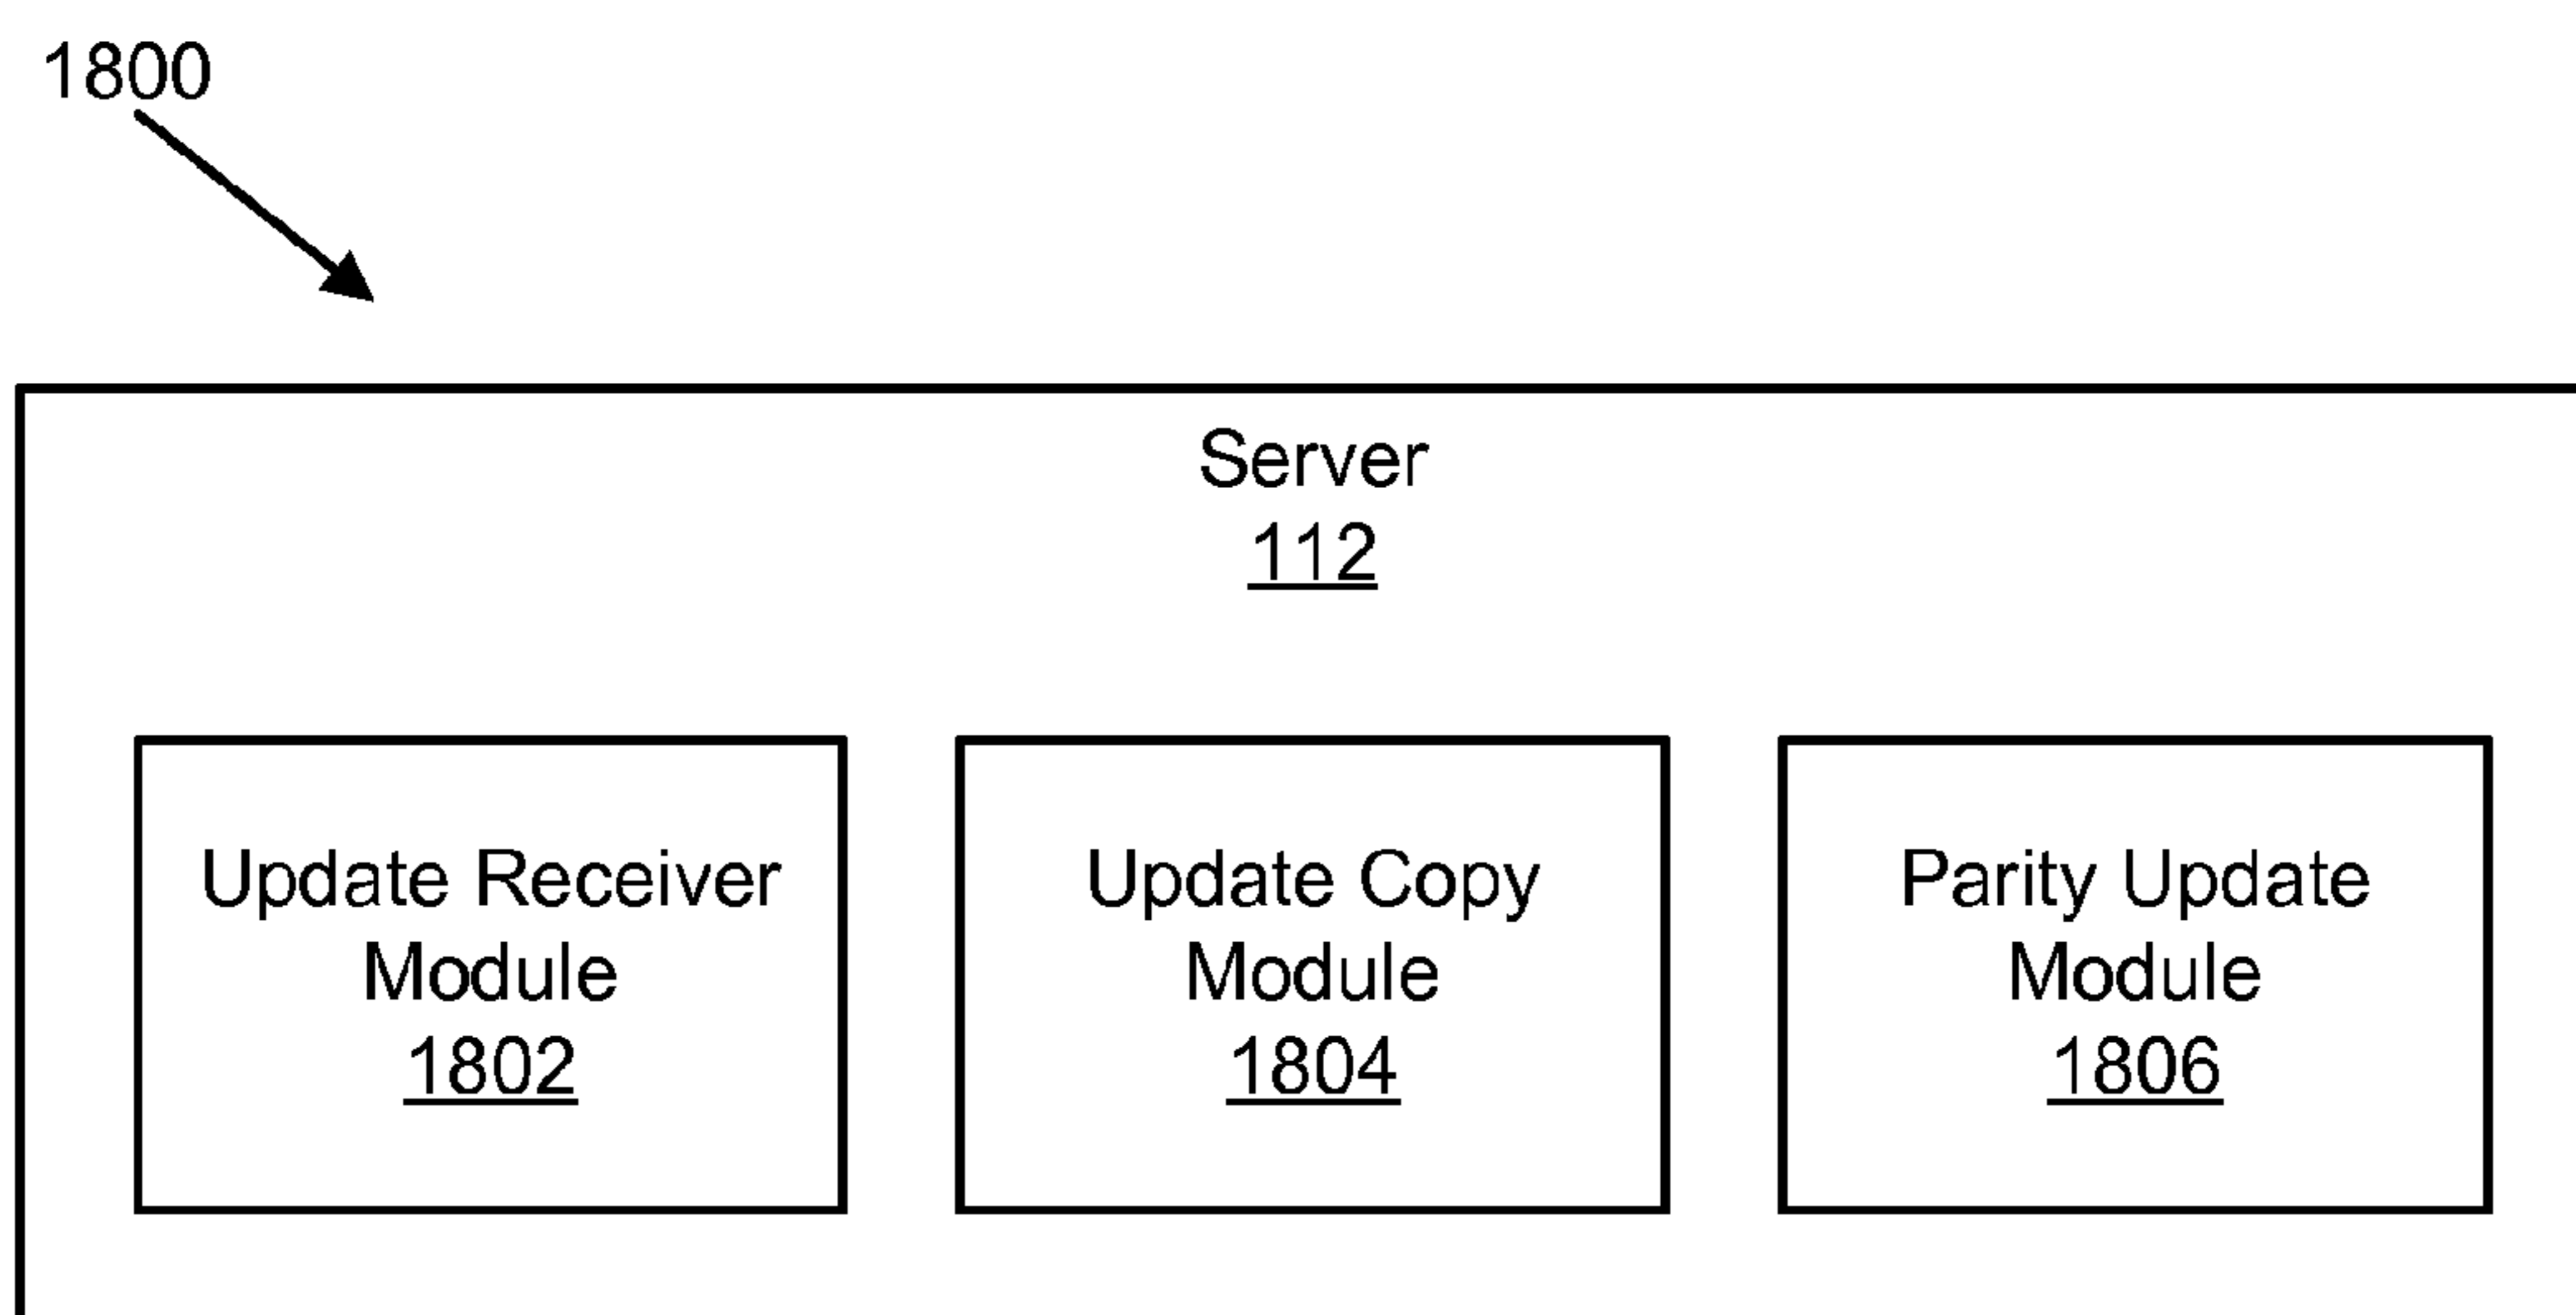 1800
Server
112
Update Receiver
Module
1802
Update Copy
Module
1804
Parity Update
Module
1806